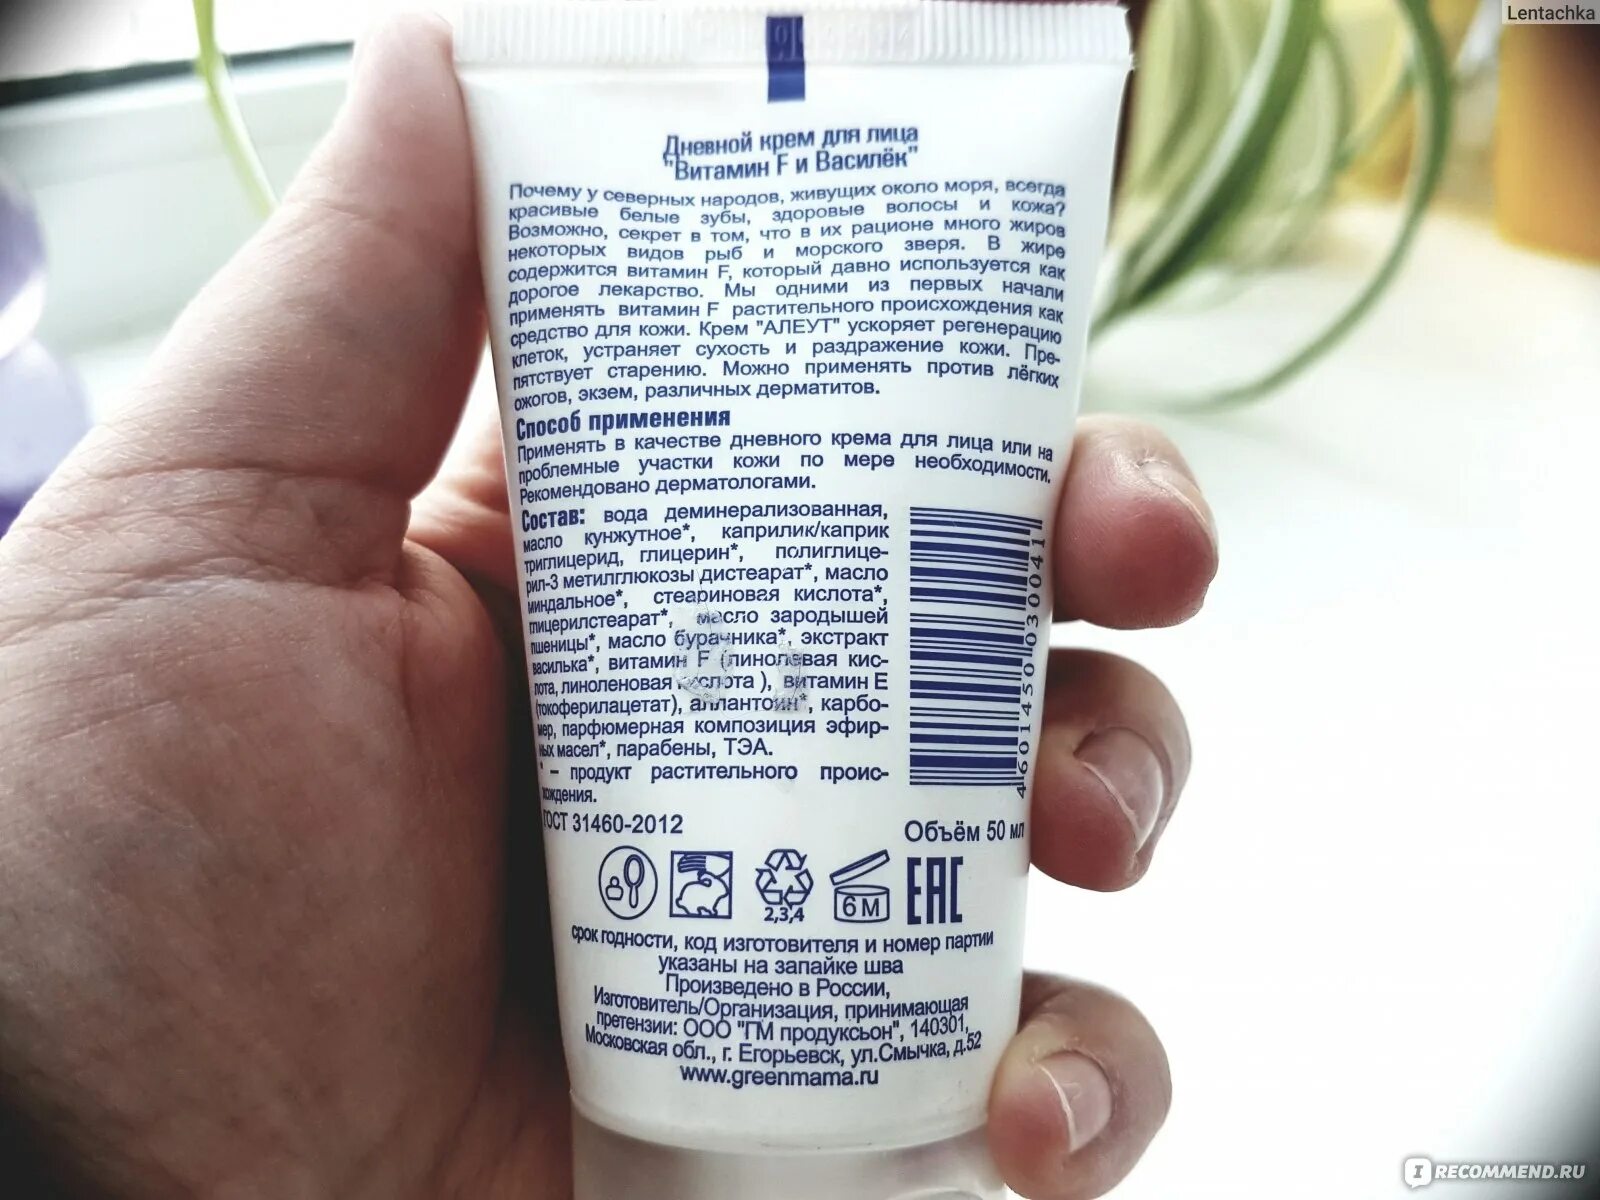 Lentachka
Дневной крем для лица
"Витамин F и Василёк"
Почему у северных народов, живущих около моря, всегда
красивые белые зубы, здоровые волосы и кожа?
Возможно, секрет в том, что в их рационе много жиров
некоторых видов рыб и морского зверя. В жире
содержится витамин F, который давно используется как
дорогое лекарство. Мы одними из первых начали
применять витамин F растительного происхождения как
средство для кожи. Крем "АЛЕУТ" ускоряет регенерацию
клеток, устраняет сухость и раздражение кожи. Пре-
пятствует старению. Можно применять против лёгких
ожогов, экзем, различных дерматитов.
Способ применения
Применять в качестве дневного крема для лица или на
проблемные участки кожи по мере необходимости.
Рекомендовано дерматологами.
Состав: вода деминерализованная,
масло кунжутное*, каприлик/каприк
триглицерид, глицерин*, полиглице-
рил-3 метилглюкозы дистеарат*, масло
миндальное*, стеариновая кислота*,
глицерилстеарат*, масло зародышей
пшеницы*, масло бурачника*, экстракт
василька*, витамин F (линолевая кис-
лота, линоленовая кислота ), витамин Е
(токоферилацетат), аллантоин*, карбо-
мер, парфюмерная композиция эфир-
ных масел*, парабены, ТЭА.
* – продукт растительного проис-
хождения.
4601450030041
ГОСТ 31460-2012
Объём 50 мл
2,3,4
6 М
EAC
срок годности, код изготовителя и номер партии
указаны на запайке шва
Произведено в России,
Изготовитель/Организация, принимающая
претензии: ООО "ГМ продуксьон", 140301,
Московская обл., г. Егорьевск, ул.Смычка, д.52
www.greenmama.ru
IRECOMMEND.RU